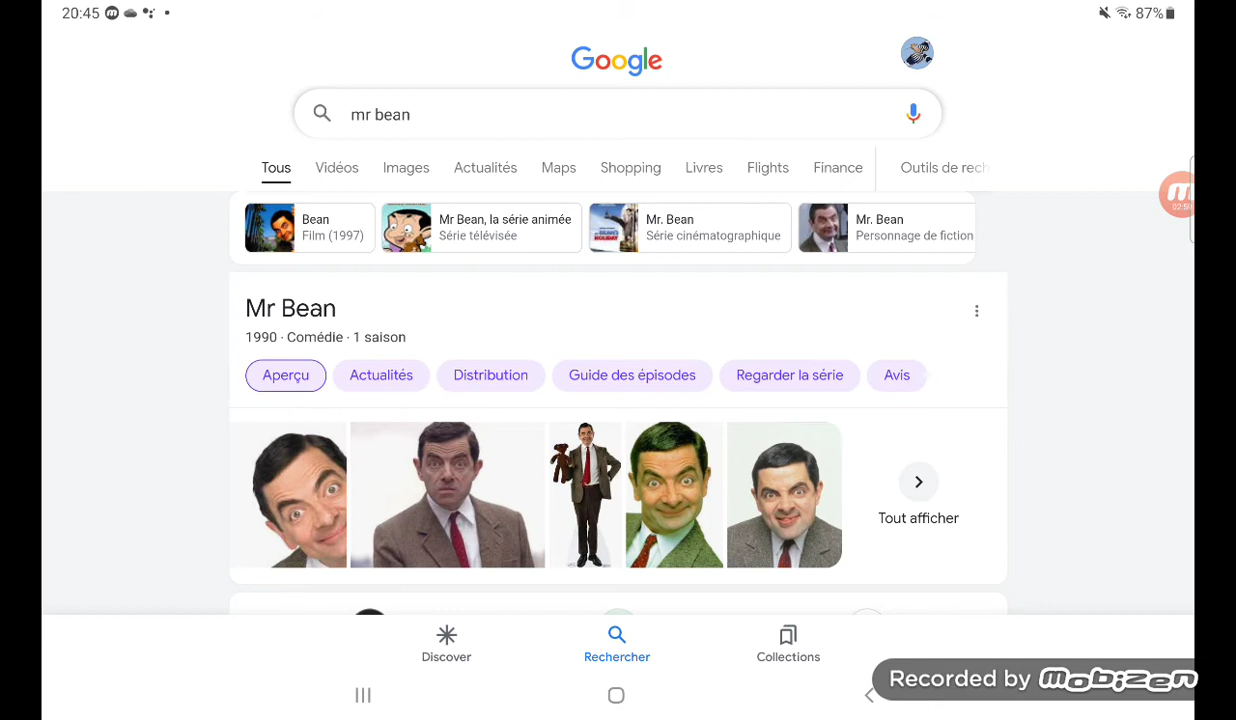 20:45
87%
Google
mr bean
Tous Vidéos Images Actualités Maps Shopping Livres Flights Finance Outils de rech
Bean
Film (1997)
Mr Bean, la série animée
Série télévisée
Mr. Bean
Série cinématographique
Mr. Bean
Personnage de fiction
Mr Bean
1990 · Comédie · 1 saison
Aperçu Actualités Distribution Guide des épisodes Regarder la série Avis
Tout afficher
Discover Rechercher Collections
Recorded by mobizen